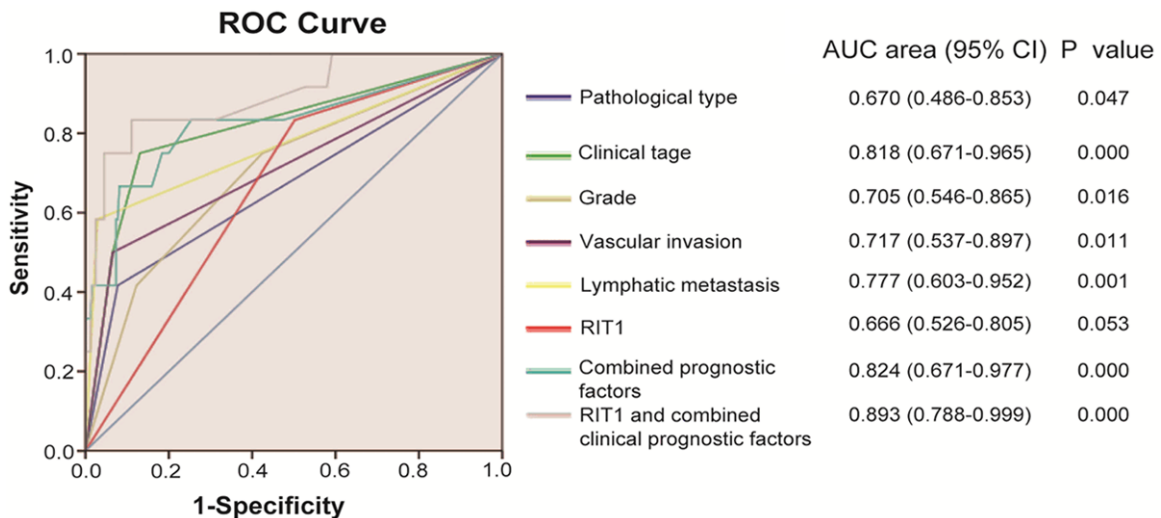 ROC Curve
AUC area (95% CI) P value
1.0
0.8
0.6
0.4
0.2
0.0
Sensitivity
0.0 0.2 0.4 0.6 0.8 1.0
1-Specificity
Pathological type 0.670 (0.486-0.853) 0.047
Clinical tage 0.818 (0.671-0.965) 0.000
Grade 0.705 (0.546-0.865) 0.016
Vascular invasion 0.717 (0.537-0.897) 0.011
Lymphatic metastasis 0.777 (0.603-0.952) 0.001
RIT1 0.666 (0.526-0.805) 0.053
Combined prognostic 0.824 (0.671-0.977) 0.000
factors
RIT1 and combined 0.893 (0.788-0.999) 0.000
clinical prognostic factors